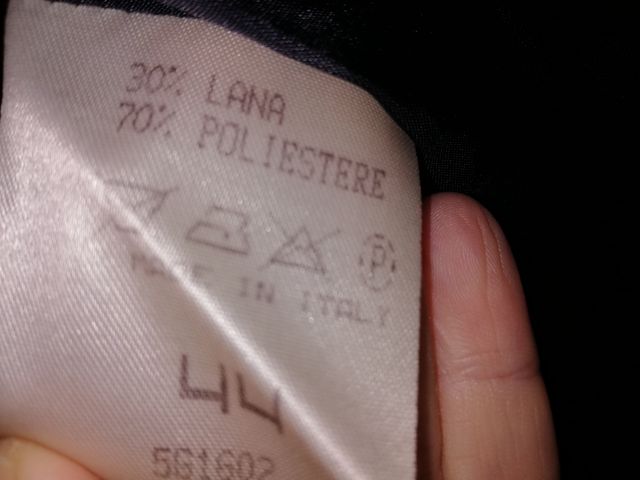 30% LANA
70% POLIESTERE
P
MADE IN ITALY
44
561602